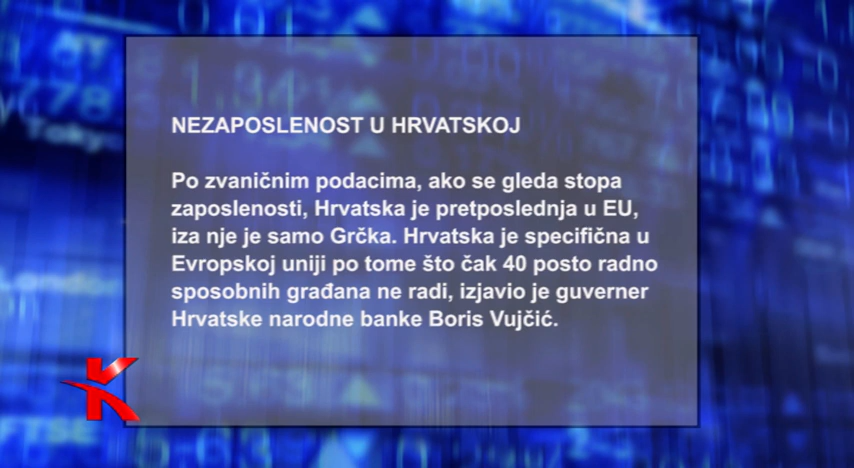 NEZAPOSLENOST U HRVATSKOJ
Po zvaničnim podacima, ako se gleda stopa
zaposlenosti, Hrvatska je pretposlednja u EU,
iza nje je samo Grčka. Hrvatska je specifična u
Evropskoj uniji po tome što čak 40 posto radno
sposobnih građana ne radi, izjavio je guverner
Hrvatske narodne banke Boris Vujčić.
K
FTSE